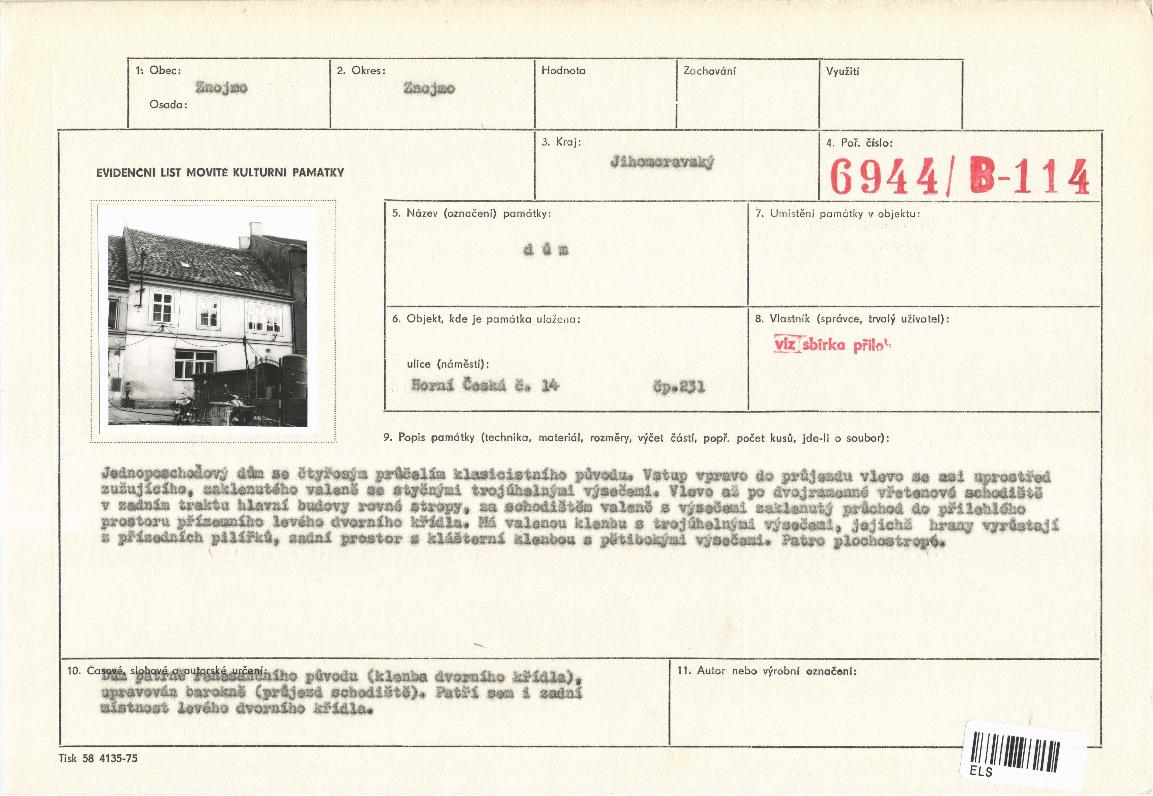 1. Obec:
Znojmo
Osada:
2. Okres:
Znojmo
Hodnota
Zachování
Využití
EVIDENČNÍ LIST MOVITÉ KULTURNÍ PAMÁTKY
3. Kraj:
Jihomoravský
4. Poř. číslo:
6944/B-114
5. Název (označení) památky:
dům
7. Umístění památky v objektu:
6. Objekt, kde je památka uložena:
ulice (náměstí):
Horní Česká č. 14 čp.231
8. Vlastník (správce, trvalý uživatel):
viz sbírka příloh
9. Popis památky (technika, materiál, rozměry, výčet částí, popř. počet kusů, jde-li o soubor):
Jednoposchoďový dům se čtyřosým průčelím klasicistního původu. Vstup vpravo do průjezdu vlevo se asi uprostřed
zužujícího, zaklenutého valeně se styčnými trojúhelnými výsečemi. Vlevo až po dvojramenné vřetenové schodiště
v zadním traktu hlavní budovy rovné stropy, za schodištěm valeně s výsečemi zaklenutý průchod do přilehlého
prostoru přízemního levého dvorního křídla. Má valenou klenbu s trojúhelnými výsečemi, jejichž hrany vyrůstají
z přízedních pilířků, zadní prostor s klášterní klenbou s pětibokými výsečemi. Patro plochostropé.
10. Časové, slohové a autorské určení:
Dům patrně renesančního původu (klenba dvorního křídla),
upravován barokně (průjezd schodiště). Patří sem i zadní
místnost levého dvorního křídla.
11. Autor nebo výrobní označení:
Tisk 58 4135-75
ELS